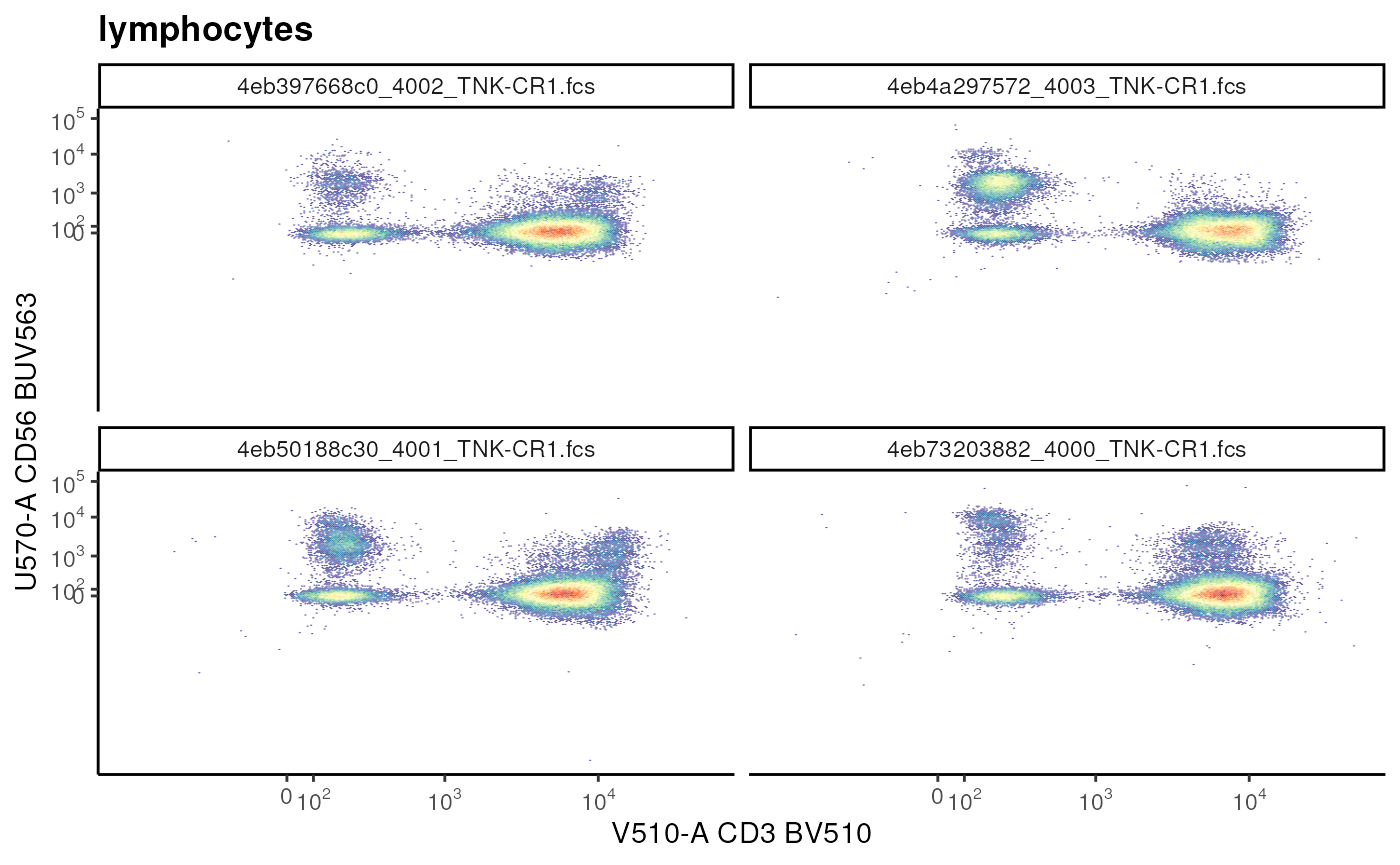 lymphocytes
4eb397668c0_4002_TNK-CR1.fcs
4eb4a297572_4003_TNK-CR1.fcs
10^5
10^4
10^3
10^2
0
4eb50188c30_4001_TNK-CR1.fcs
4eb73203882_4000_TNK-CR1.fcs
10^5
10^4
10^3
10^2
0
U570-A CD56 BUV563
0 10^2 10^3 10^4
0 10^2 10^3 10^4
V510-A CD3 BV510